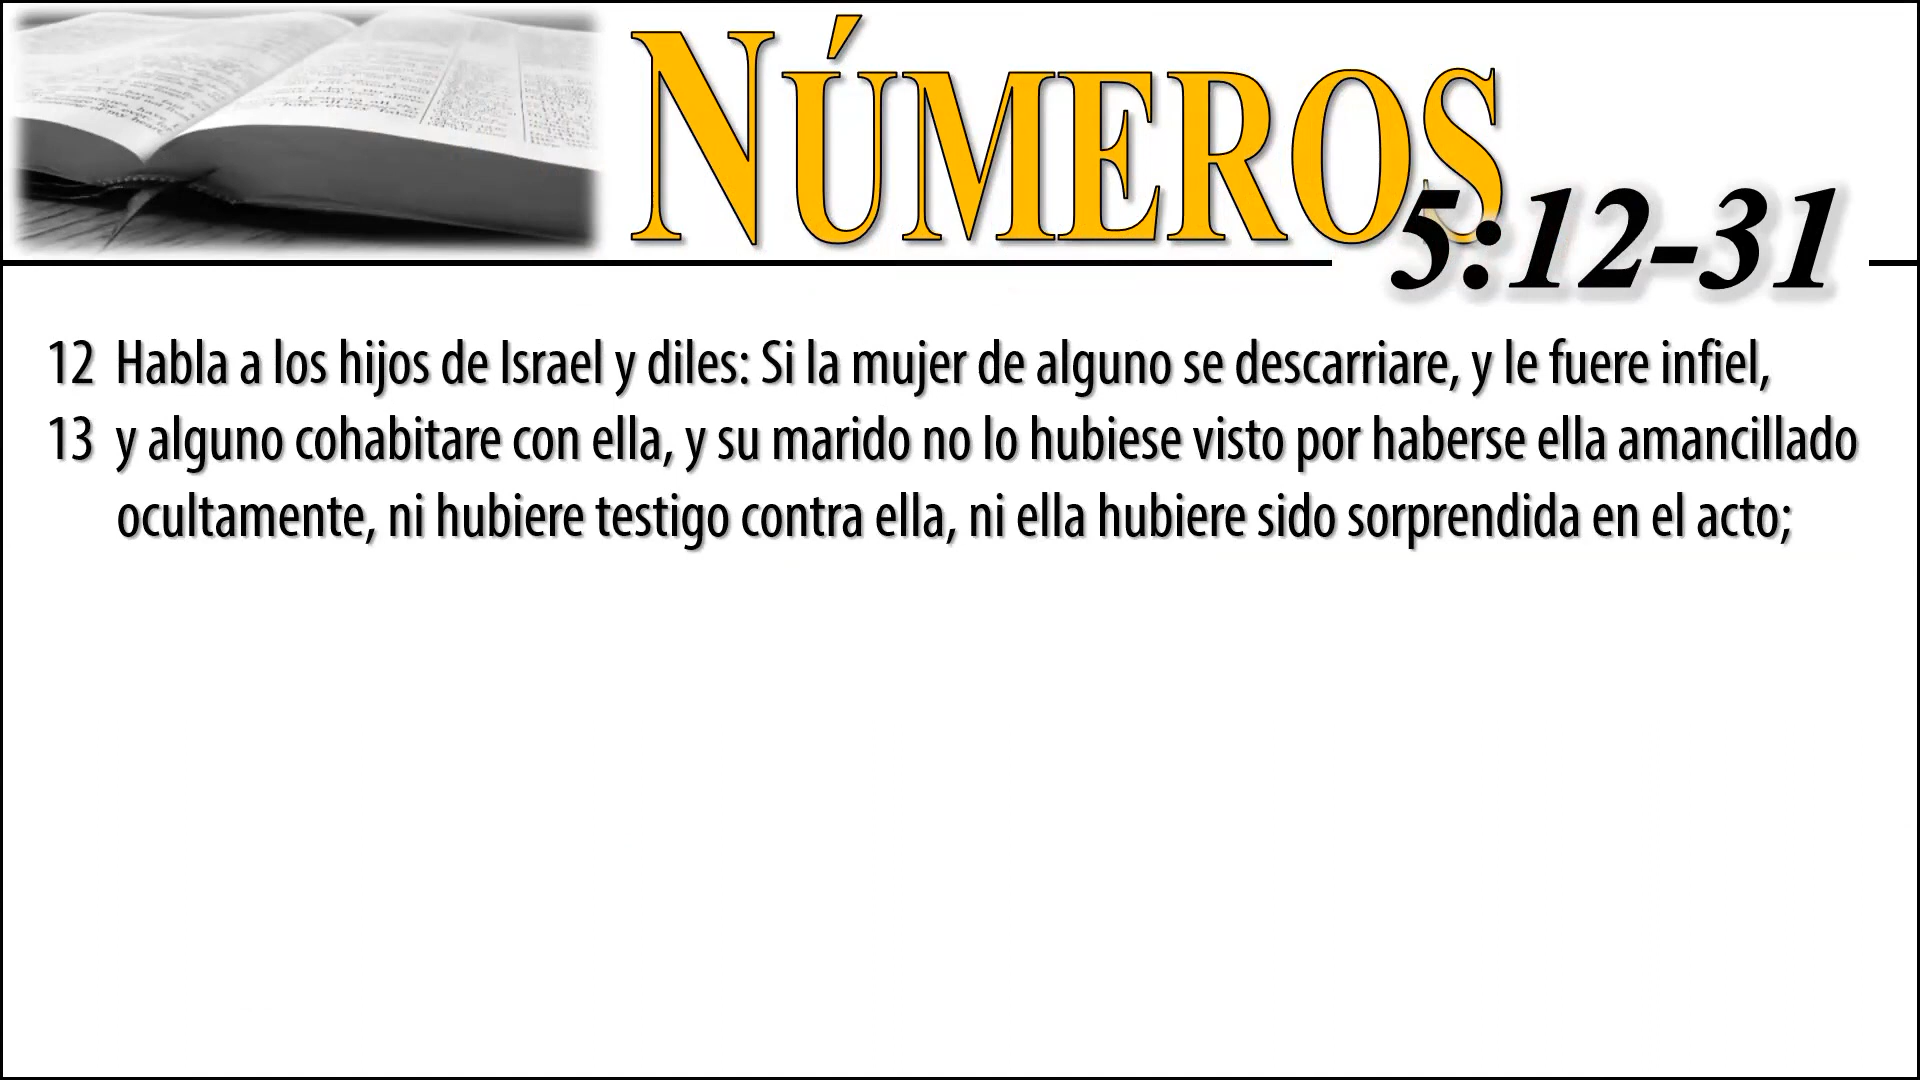 NÚMEROS
5:12-31
12 Habla a los hijos de Israel y diles: Si la mujer de alguno se descarriare, y le fuere infiel,
13 y alguno cohabitare con ella, y su marido no lo hubiese visto por haberse ella amancillado
ocultamente, ni hubiere testigo contra ella, ni ella hubiere sido sorprendida en el acto;